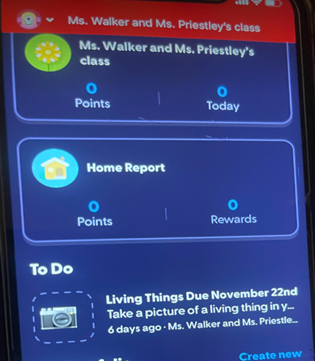 Ms. Walker and Ms. Priestley's class
Ms. Walker and Ms. Priestley's
class
0
Points
0
Today
Home Report
0
Points
0
Rewards
To Do
Living Things Due November 22nd
Take a picture of a living thing in y...
6 days ago · Ms. Walker and Ms. Priestle...
Create new